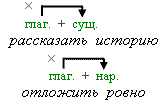 ×
глаг. + сущ.
рассказать историю
×
глаг. + нар.
отложить ровно